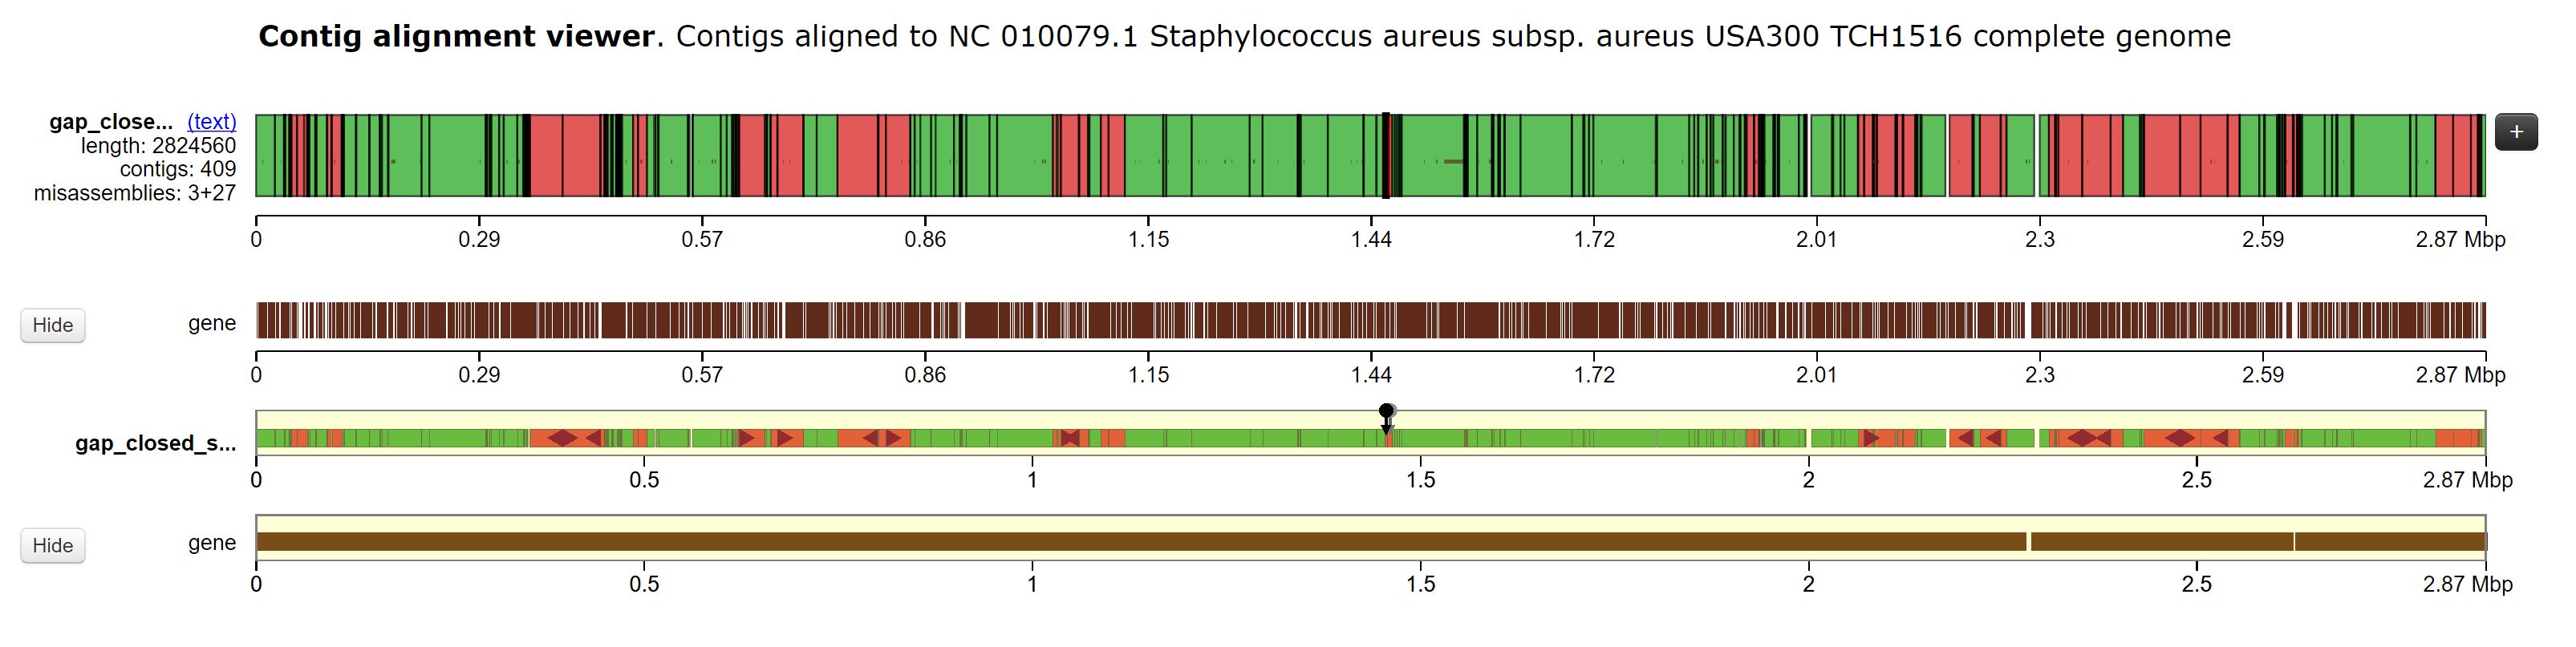 Contig alignment viewer. Contigs aligned to NC 010079.1 Staphylococcus aureus subsp. aureus USA300 TCH1516 complete genome
gap_close... (text)
length: 2824560
contigs: 409
misassemblies: 3+27
+
0 0.29 0.57 0.86 1.15 1.44 1.72 2.01 2.3 2.59 2.87 Mbp
Hide gene
0 0.29 0.57 0.86 1.15 1.44 1.72 2.01 2.3 2.59 2.87 Mbp
gap_closed_s...
0 0.5 1 1.5 2 2.5 2.87 Mbp
Hide gene
0 0.5 1 1.5 2 2.5 2.87 Mbp